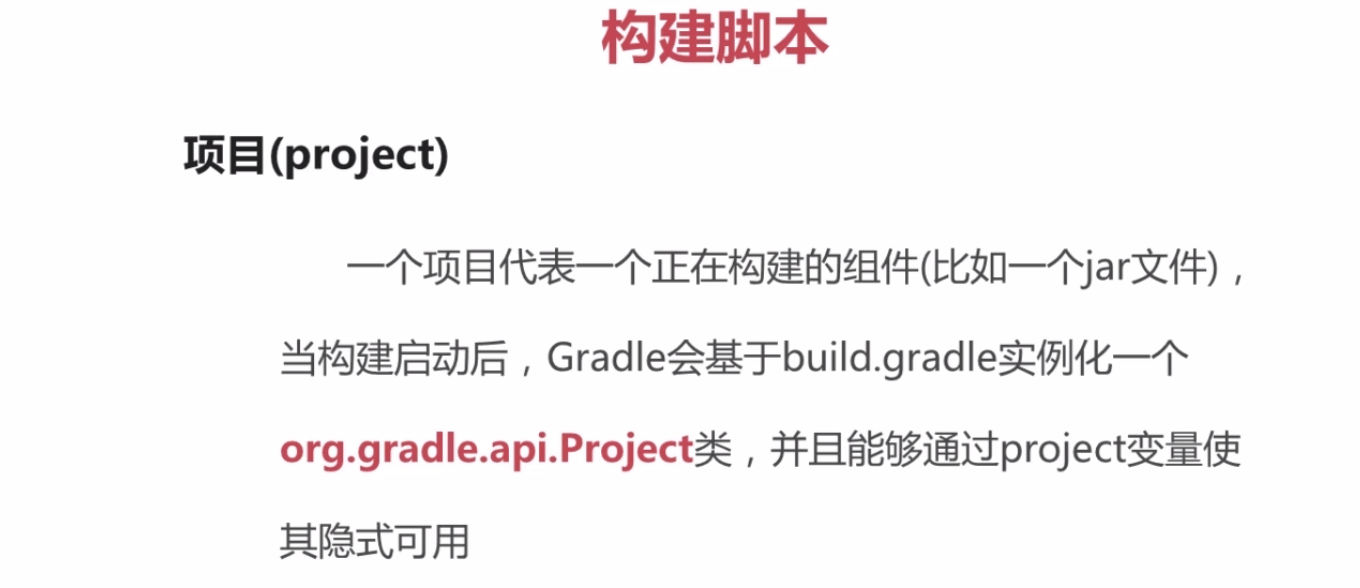 构建脚本
项目(project)
一个项目代表一个正在构建的组件(比如一个jar文件)，
当构建启动后，Gradle会基于build.gradle实例化一个
org.gradle.api.Project类，并且能够通过project变量使
其隐式可用